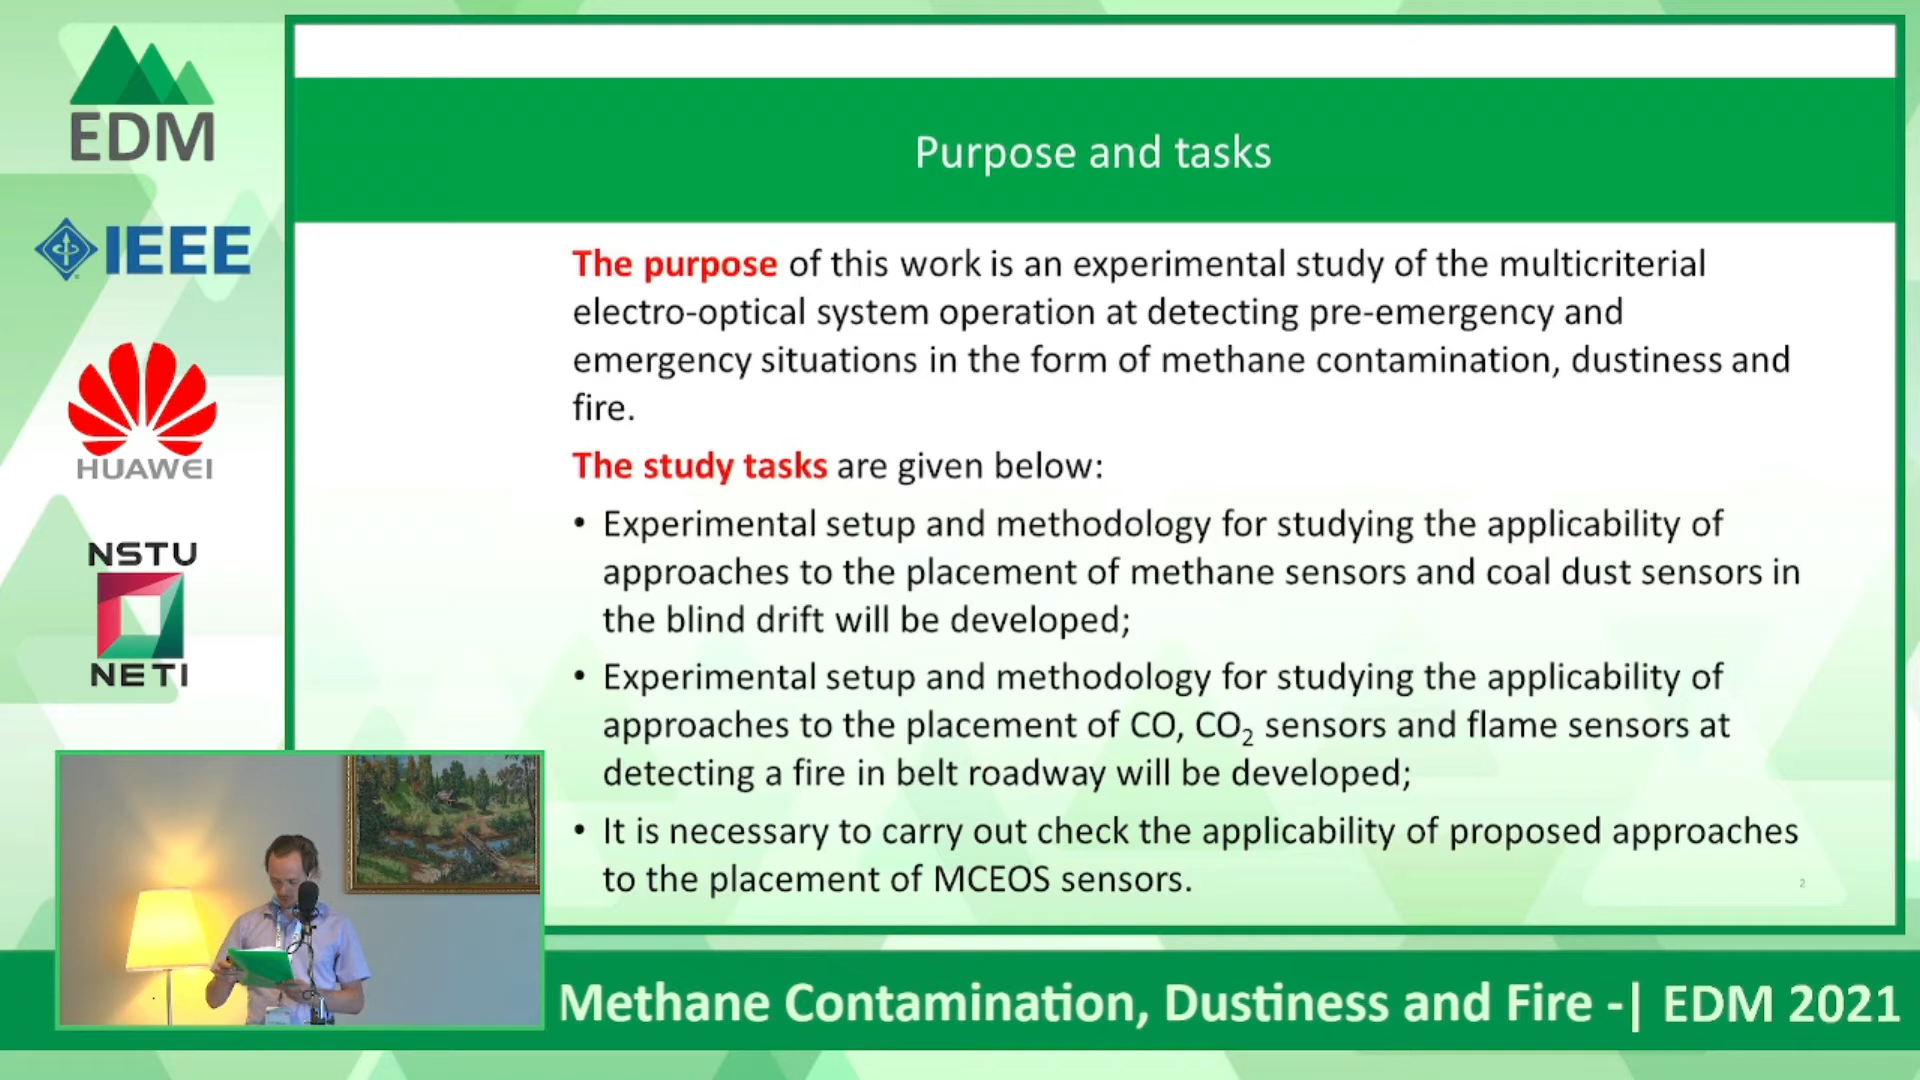 EDM
IEEE
HUAWEI
NSTU
NETI
Purpose and tasks
The purpose of this work is an experimental study of the multicriterial
electro-optical system operation at detecting pre-emergency and
emergency situations in the form of methane contamination, dustiness and
fire.
The study tasks are given below:
• Experimental setup and methodology for studying the applicability of
approaches to the placement of methane sensors and coal dust sensors in
the blind drift will be developed;
• Experimental setup and methodology for studying the applicability of
approaches to the placement of CO, CO₂ sensors and flame sensors at
detecting a fire in belt roadway will be developed;
• It is necessary to carry out check the applicability of proposed approaches
to the placement of MCEOS sensors.
2
Methane Contamination, Dustiness and Fire -| EDM 2021